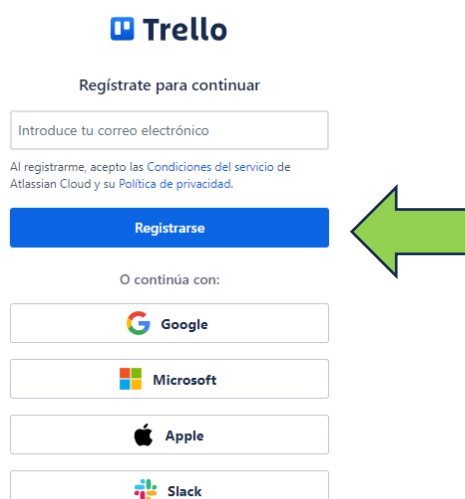 Trello
Regístrate para continuar
Introduce tu correo electrónico
Al registrarme, acepto las Condiciones del servicio de
Atlassian Cloud y su Política de privacidad.
Registrarse
O continúa con:
Google
Microsoft
Apple
Slack